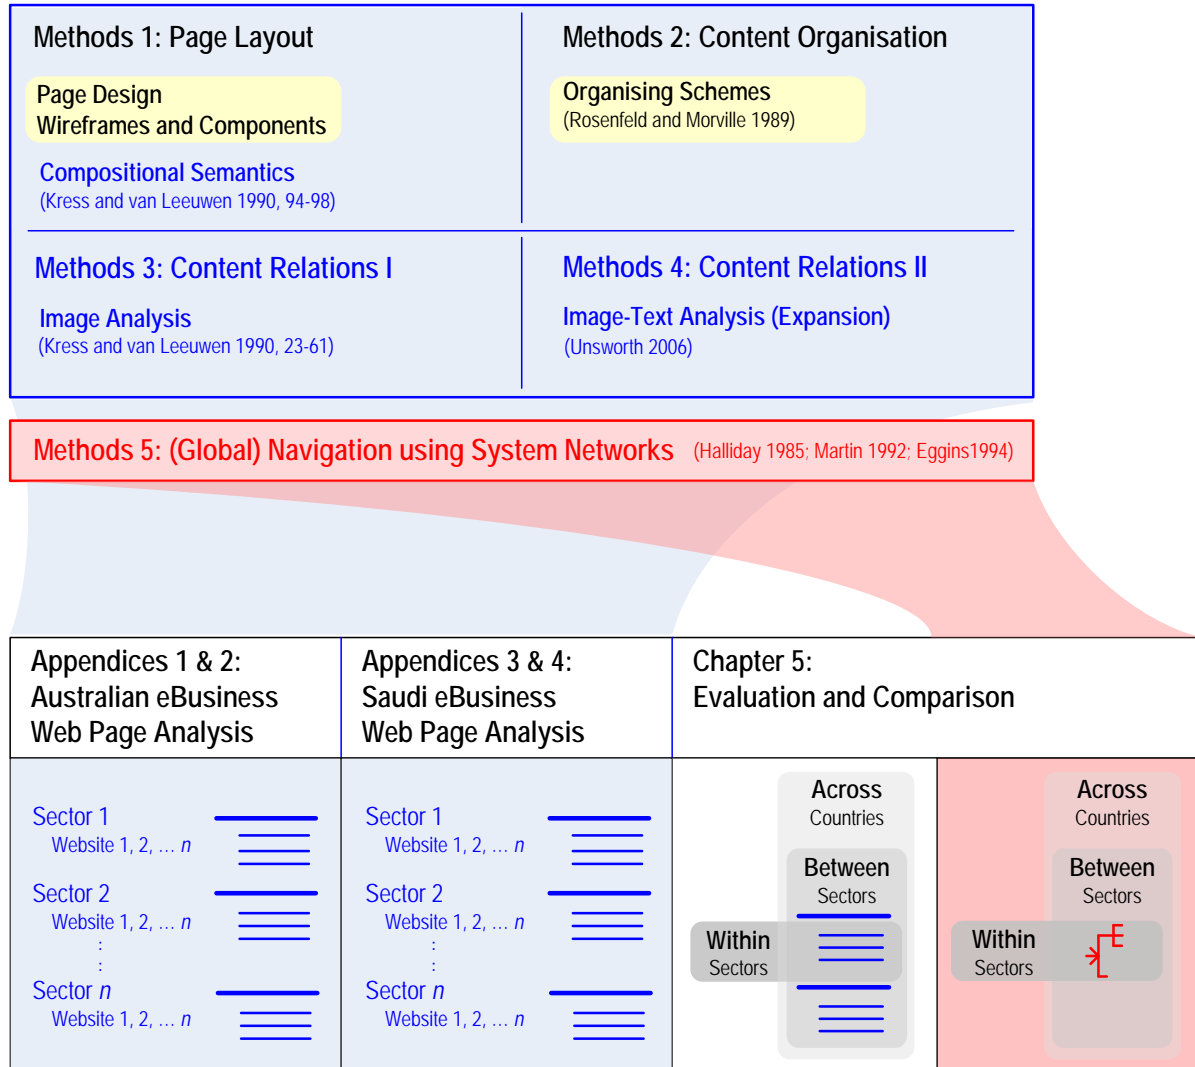 Methods 1: Page Layout
Page Design
Wireframes and Components
Compositional Semantics
(Kress and van Leeuwen 1990, 94-98)
Methods 2: Content Organisation
Organising Schemes
(Rosenfeld and Morville 1989)
Methods 3: Content Relations I
Image Analysis
(Kress and van Leeuwen 1990, 23-61)
Methods 4: Content Relations II
Image-Text Analysis (Expansion)
(Unsworth 2006)
Methods 5: (Global) Navigation using System Networks (Halliday 1985; Martin 1992; Eggins1994)
Appendices 1 & 2:
Australian eBusiness
Web Page Analysis
Sector 1
Website 1, 2, … n
Sector 2
Website 1, 2, … n
:
:
Sector n
Website 1, 2, … n
Appendices 3 & 4:
Saudi eBusiness
Web Page Analysis
Sector 1
Website 1, 2, … n
Sector 2
Website 1, 2, … n
:
:
Sector n
Website 1, 2, … n
Chapter 5:
Evaluation and Comparison
Across
Countries
Between
Sectors
Within
Sectors
Across
Countries
Between
Sectors
Within
Sectors